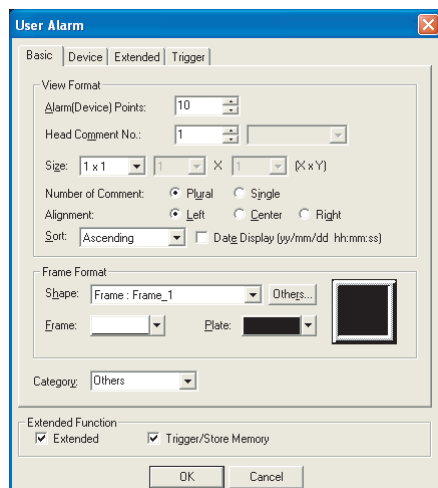 User Alarm
Basic Device Extended Trigger
View Format
Alarm(Device) Points: 10
Head Comment No.: 1
Size: 1 x 1 1 X 1 (X x Y)
Number of Comment: Plural Single
Alignment: Left Center Right
Sort: Ascending Date Display (yy/mm/dd hh:mm:ss)
Frame Format
Shape: Frame : Frame_1 Others...
Frame: Plate:
Category: Others
Extended Function
Extended Trigger/Store Memory
OK Cancel